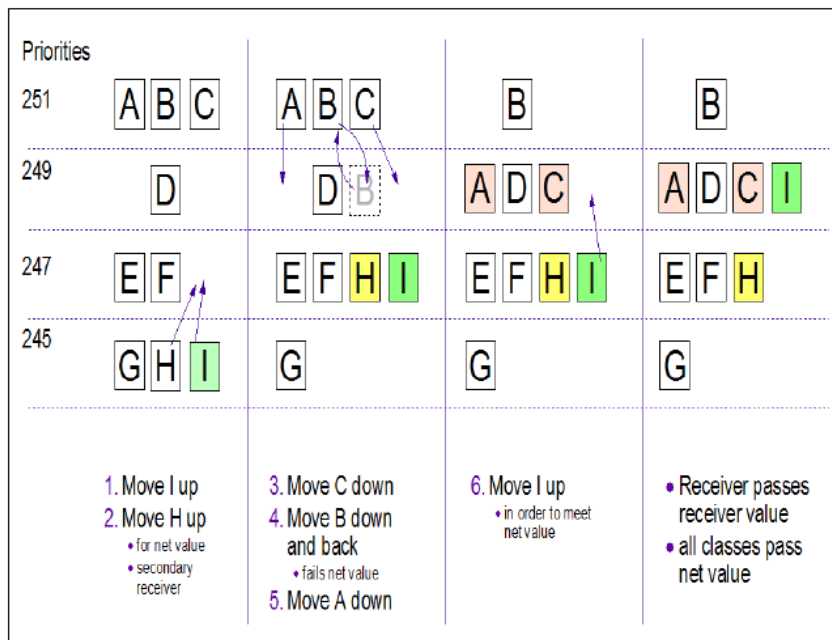 Priorities
251
A B C
A B C
B
B
249
D
D B
A D C
A D C I
247
E F
E F H I
E F H I
E F H
245
G H I
G
G
G
1. Move I up
2. Move H up
• for net value
• secondary
receiver
3. Move C down
4. Move B down
and back
• fails net value
5. Move A down
6. Move I up
• in order to meet
net value
• Receiver passes
receiver value
• all classes pass
net value